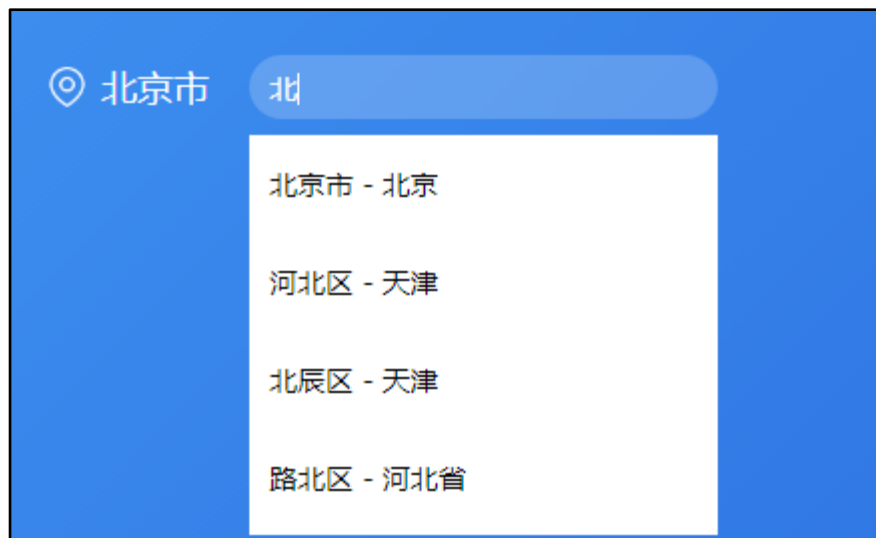 北京市
北
北京市 - 北京
河北区 - 天津
北辰区 - 天津
路北区 - 河北省